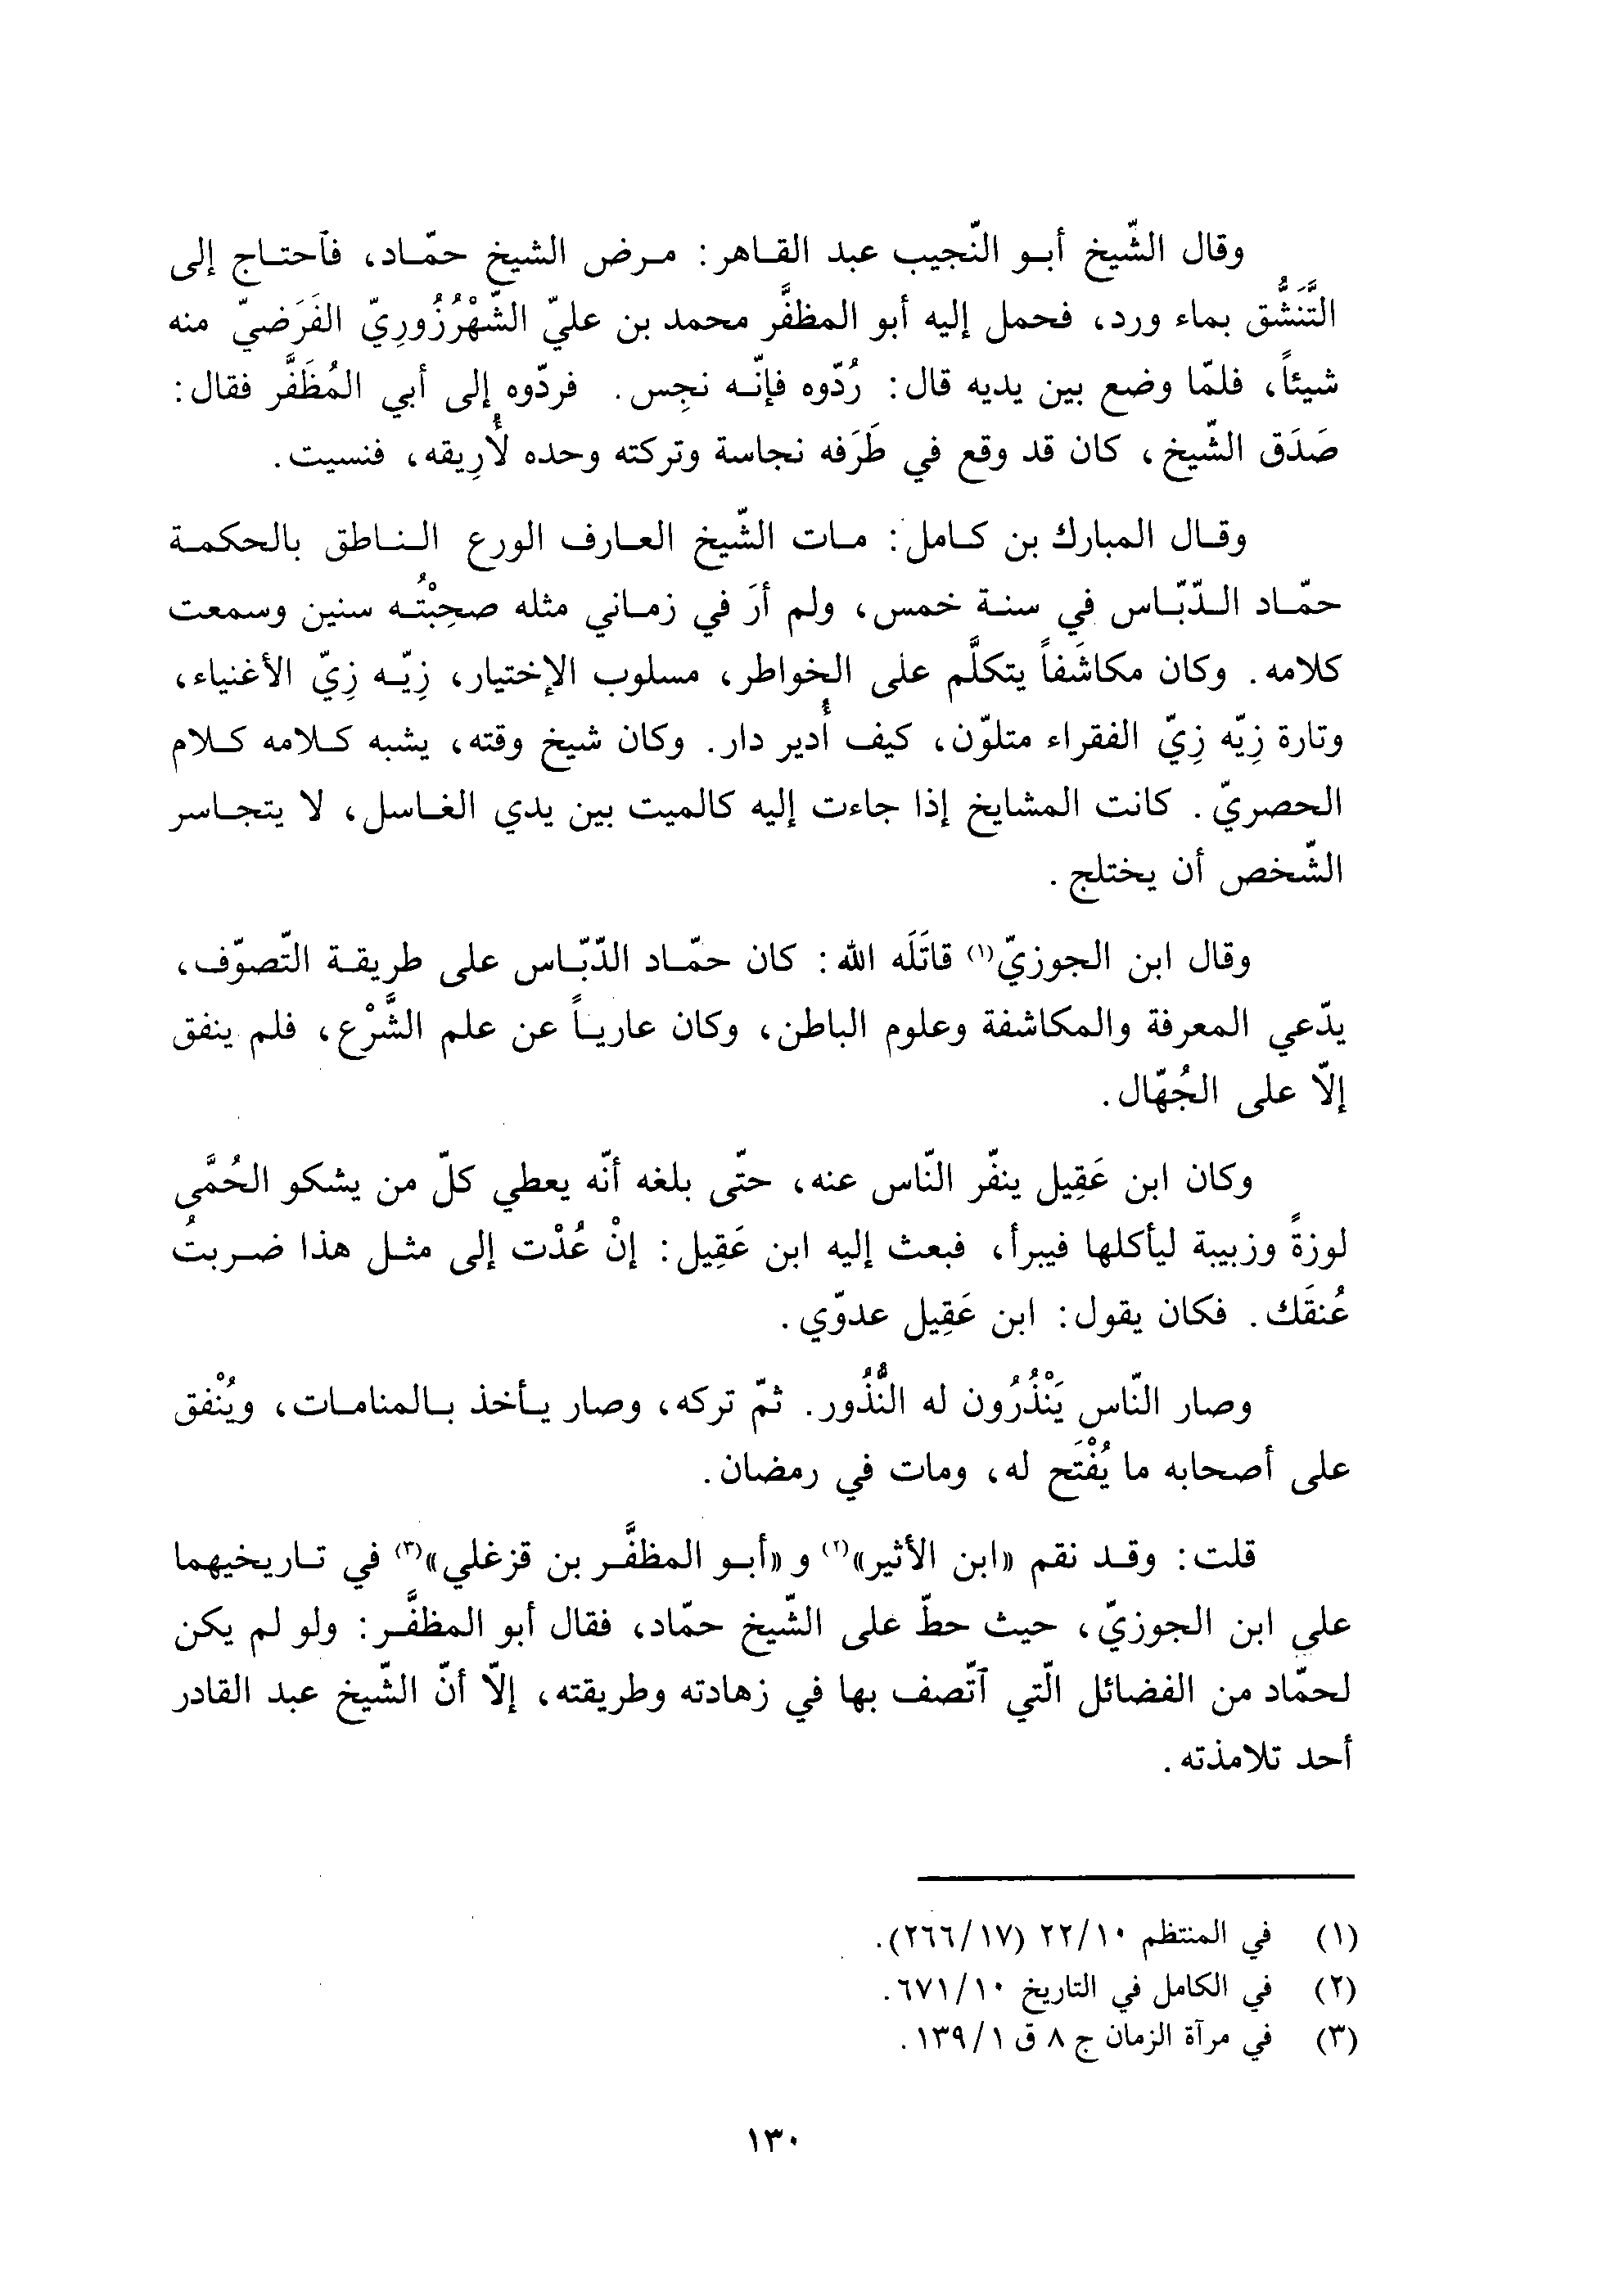 وقال الشّيخ أبو النّجيب عبد القاهر: مرض الشيخ حمّاد، فآحتاج إلى
التَّنَشُّق بماء ورد، فحمل إليه أبو المظفَّر محمد بن عليّ الشَّهْرُزُورِيّ الفَرَضيّ منه
شيئاً، فلمّا وضع بين يديه قال: رُدّوه فإنّه نجِس. فردّوه إلى أبي المُظَفَّر فقال:
صَدَق الشّيخ، كان قد وقع في طَرَفه نجاسة وتركته وحده لأُرِيقه، فنسيت.
وقال المبارك بن كامل: مات الشّيخ العارف الورع الناطق بالحكمة
حمّاد الدّبّاس في سنة خمس، ولم أرَ في زماني مثله صحِبْتُه سنين وسمعت
كلامه. وكان مكاشَفاً يتكلَّم على الخواطر، مسلوب الإختيار، زِيّه زِيّ الأغنياء،
وتارة زِيّه زِيّ الفقراء متلوّن، كيف أُدير دار. وكان شيخ وقته، يشبه كلامه كلام
الحصريّ. كانت المشايخ إذا جاءت إليه كالميت بين يدي الغاسل، لا يتجاسر
الشّخص أن يختلج.
وقال ابن الجوزيّ(١) قاتَلَه الله: كان حمّاد الدّبّاس على طريقة التّصوّف،
يدّعي المعرفة والمكاشفة وعلوم الباطن، وكان عارياً عن علم الشَّرْع، فلم ينفق
إلّا على الجُهّال.
وكان ابن عَقِيل ينفّر النّاس عنه، حتّى بلغه أنّه يعطي كلّ من يشكو الحُمَّى
لوزةً وزبيبة ليأكلها فيبرأ، فبعث إليه ابن عَقِيل: إنْ عُدْت إلى مثل هذا ضربتُ
عُنقَك. فكان يقول: ابن عَقِيل عدوّي.
وصار النّاس يَنْذُرُون له النُّذُور. ثمّ تركه، وصار يأخذ بالمنامات، ويُنْفق
على أصحابه ما يُفْتَح له، ومات في رمضان.
قلت: وقد نقم «ابن الأثير»(٢) و «أبو المظفَّر بن قزغلي»(٣) في تاريخيهما
على ابن الجوزيّ، حيث حطّ على الشّيخ حمّاد، فقال أبو المظفَّر: ولو لم يكن
لحمّاد من الفضائل الّتي آتّصف بها في زهادته وطريقته، إلّا أنّ الشّيخ عبد القادر
أحد تلامذته.
(١) في المنتظم ٢٢/١٠ (٢٦٦/١٧).
(٢) في الكامل في التاريخ ٦٧١/١٠.
(٣) في مرآة الزمان ج ٨ ق ١٣٩/١.
١٣٠